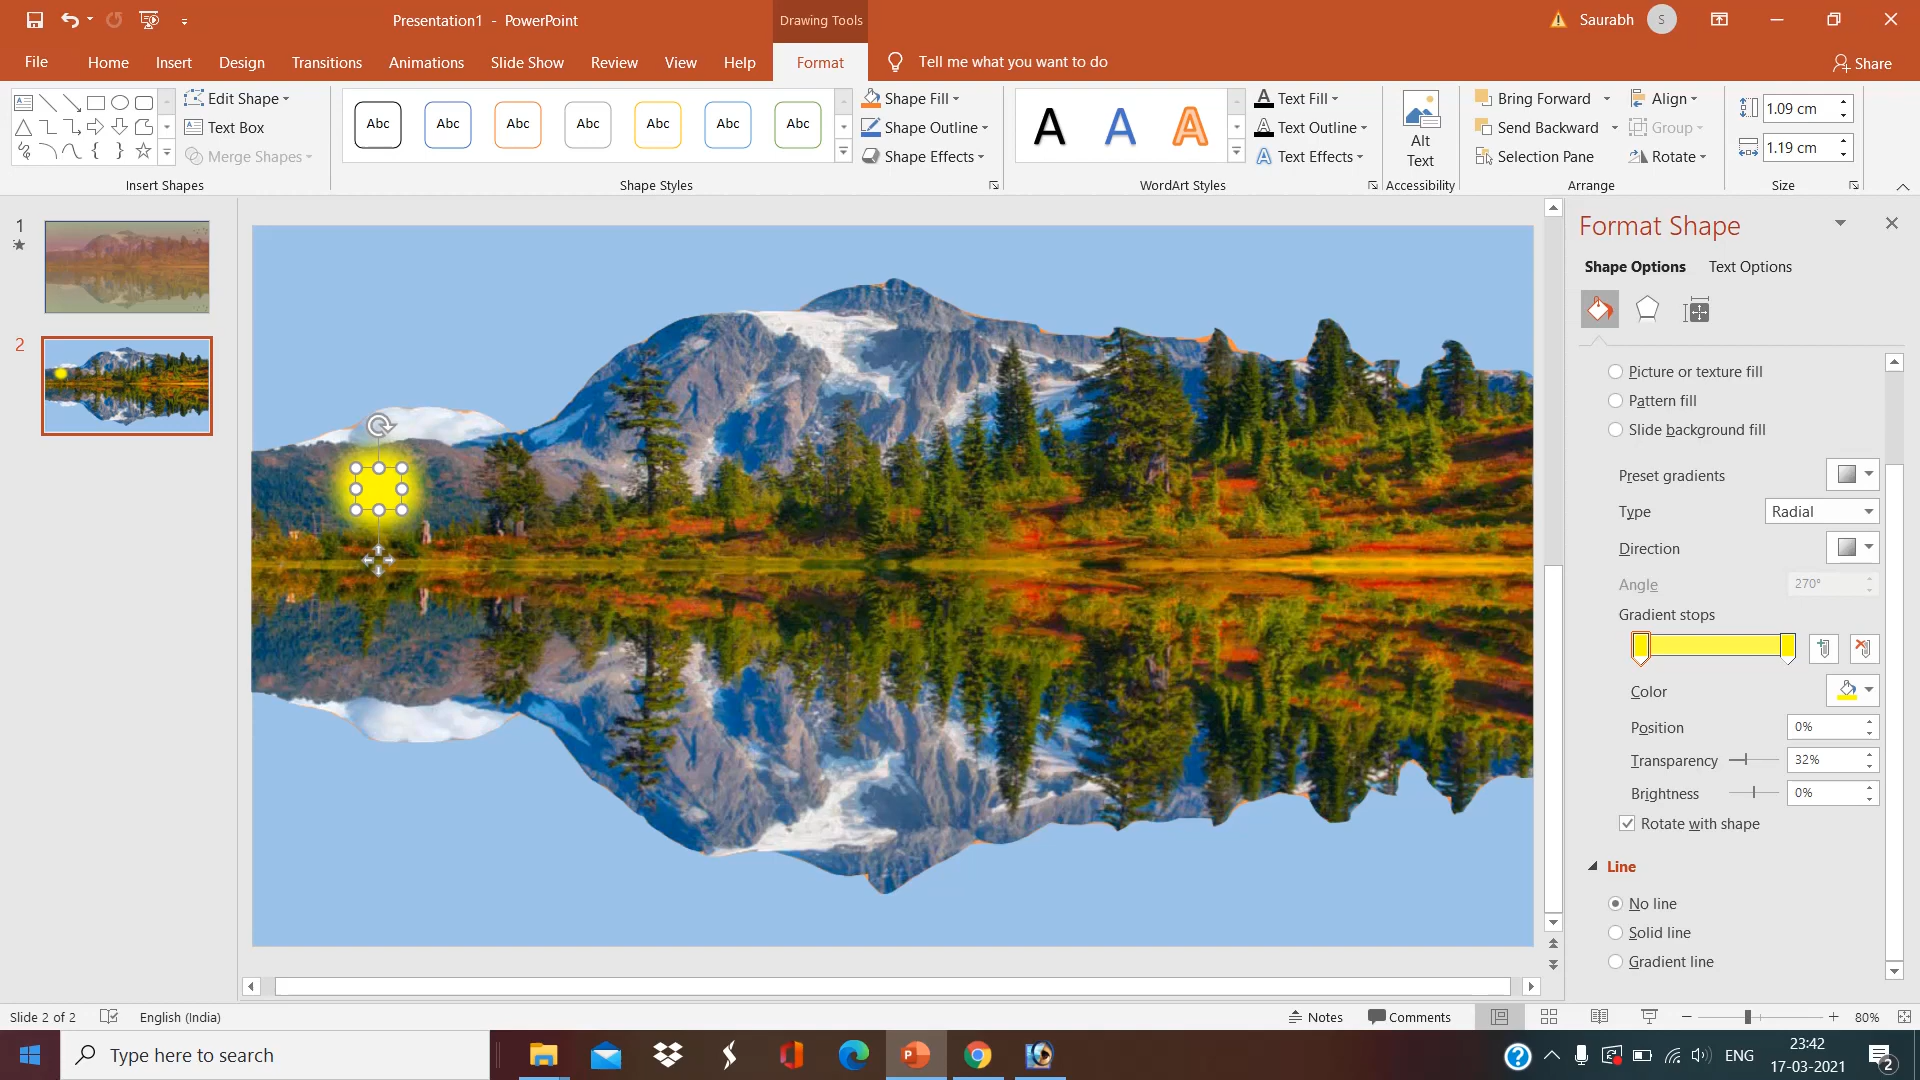 Presentation1 - PowerPoint
Drawing Tools
Saurabh
S
File
Home
Insert
Design
Transitions
Animations
Slide Show
Review
View
Help
Format
Tell me what you want to do
Share
Edit Shape
Text Box
Merge Shapes
Insert Shapes
Abc
Abc
Abc
Abc
Abc
Abc
Abc
Shape Styles
Shape Fill
Shape Outline
Shape Effects
A
A
A
WordArt Styles
Text Fill
Text Outline
Text Effects
Alt
Text
Accessibility
Bring Forward
Send Backward
Selection Pane
Align
Group
Rotate
Arrange
1.09 cm
1.19 cm
Size
1
2
Format Shape
Shape Options
Text Options
Picture or texture fill
Pattern fill
Slide background fill
Preset gradients
Type
Radial
Direction
Angle
270°
Gradient stops
Color
Position
0%
Transparency
32%
Brightness
0%
Rotate with shape
Line
No line
Solid line
Gradient line
Slide 2 of 2
English (India)
Notes
Comments
80%
Type here to search
ENG
23:42
17-03-2021
2